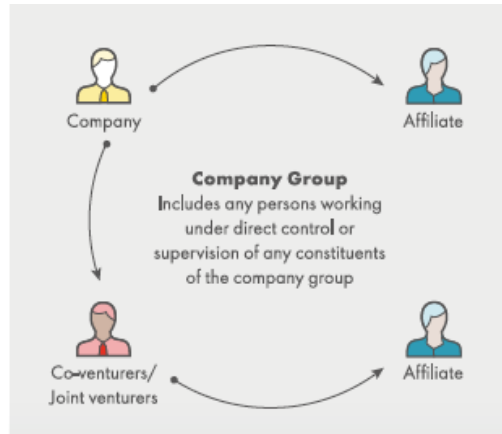 Company
Affiliate
Company Group
Includes any persons working
under direct control or
supervision of any constituents
of the company group
Co-venturers/
Joint venturers
Affiliate